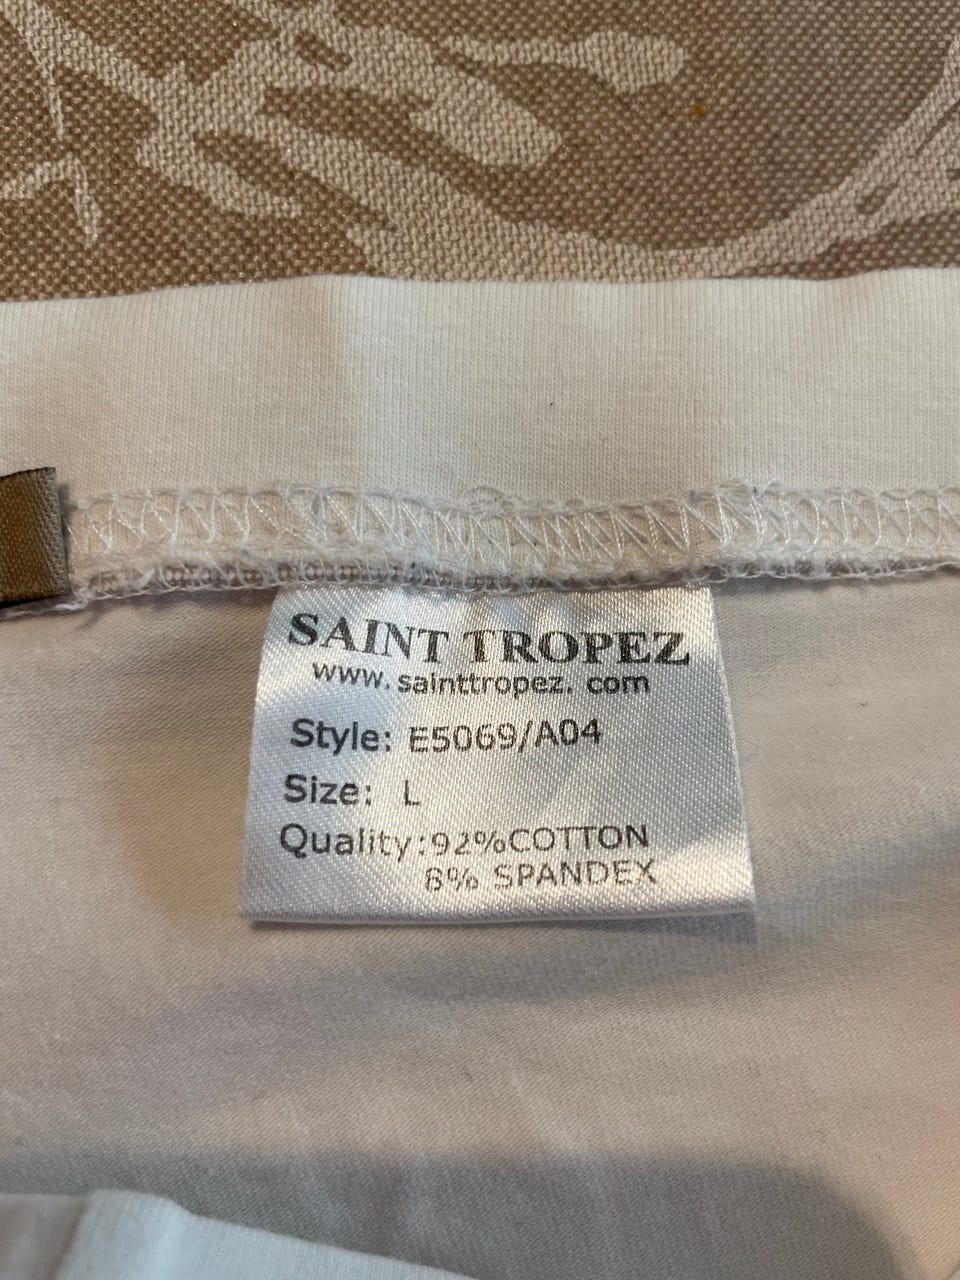 SAINT TROPEZ
www.sainttropez. com
Style: E5069/A04
Size: L
Quality:92%COTTON
8% SPANDEX